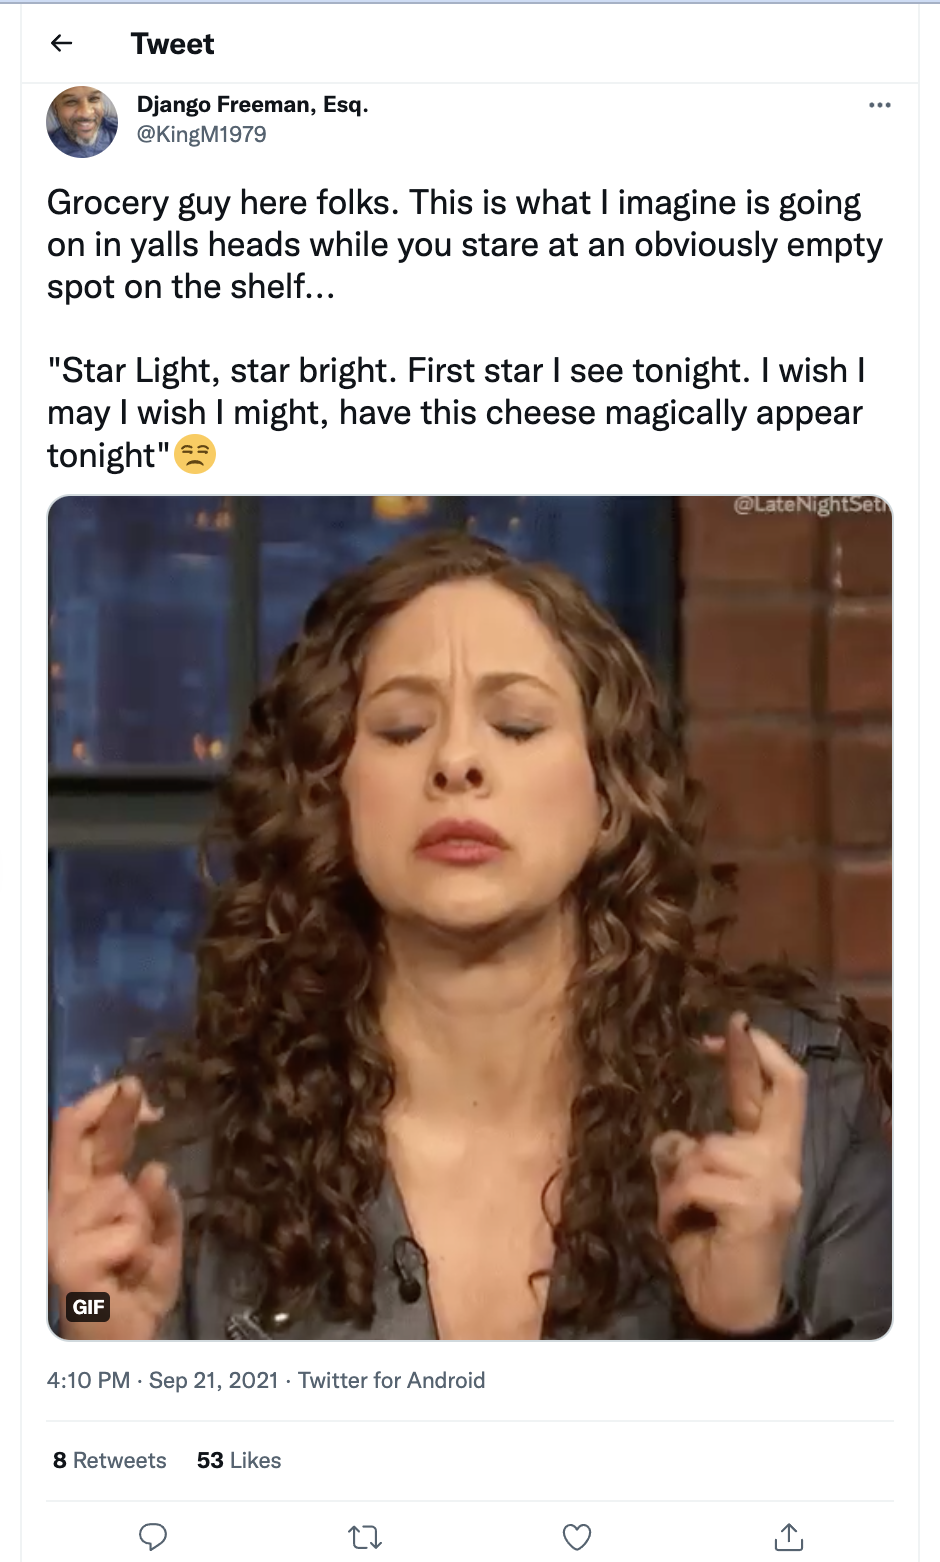 Tweet
Django Freeman, Esq.
@KingM1979
Grocery guy here folks. This is what I imagine is going
on in yalls heads while you stare at an obviously empty
spot on the shelf...
"Star Light, star bright. First star I see tonight. I wish I
may I wish I might, have this cheese magically appear
tonight"😒
@LateNightSeth
GIF
4:10 PM · Sep 21, 2021 · Twitter for Android
8 Retweets 53 Likes